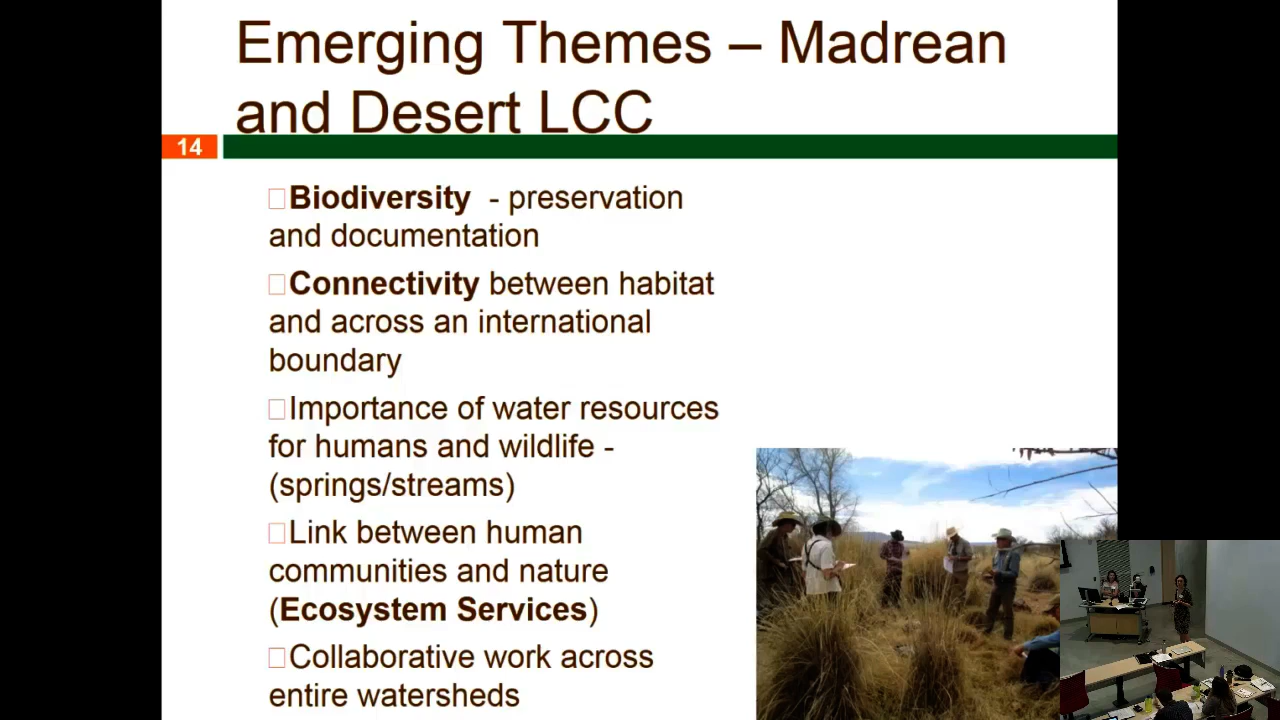 Emerging Themes – Madrean
and Desert LCC
14
Biodiversity - preservation
and documentation
Connectivity between habitat
and across an international
boundary
Importance of water resources
for humans and wildlife -
(springs/streams)
Link between human
communities and nature
(Ecosystem Services)
Collaborative work across
entire watersheds